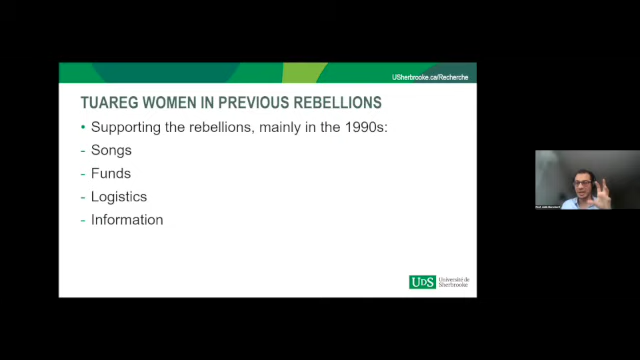 USherbrooke.ca/Recherche
TUAREG WOMEN IN PREVIOUS REBELLIONS
• Supporting the rebellions, mainly in the 1990s:
- Songs
- Funds
- Logistics
- Information
UDS Université de
Sherbrooke